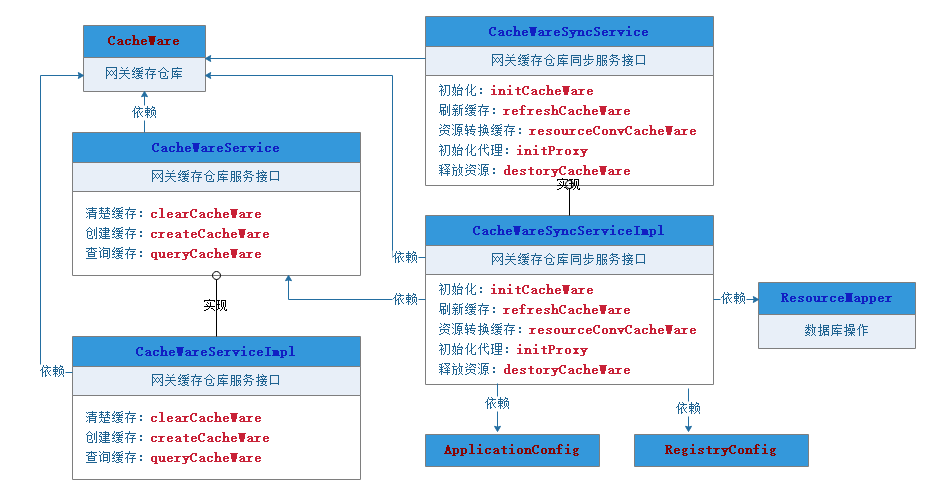 CacheWare
网关缓存仓库
依赖
CacheWareService
网关缓存仓库服务接口
清楚缓存：clearCacheWare
创建缓存：createCacheWare
查询缓存：queryCacheWare
实现
CacheWareServiceImpl
网关缓存仓库服务接口
清楚缓存：clearCacheWare
创建缓存：createCacheWare
查询缓存：queryCacheWare
依赖
CacheWareSyncService
网关缓存仓库同步服务接口
初始化：initCacheWare
刷新缓存：refreshCacheWare
资源转换缓存：resourceConvCacheWare
初始化代理：initProxy
释放资源：destoryCacheWare
实现
CacheWareSyncServiceImpl
网关缓存仓库同步服务接口
初始化：initCacheWare
刷新缓存：refreshCacheWare
资源转换缓存：resourceConvCacheWare
初始化代理：initProxy
释放资源：destoryCacheWare
依赖
依赖
依赖
ResourceMapper
数据库操作
依赖
依赖
ApplicationConfig
RegistryConfig